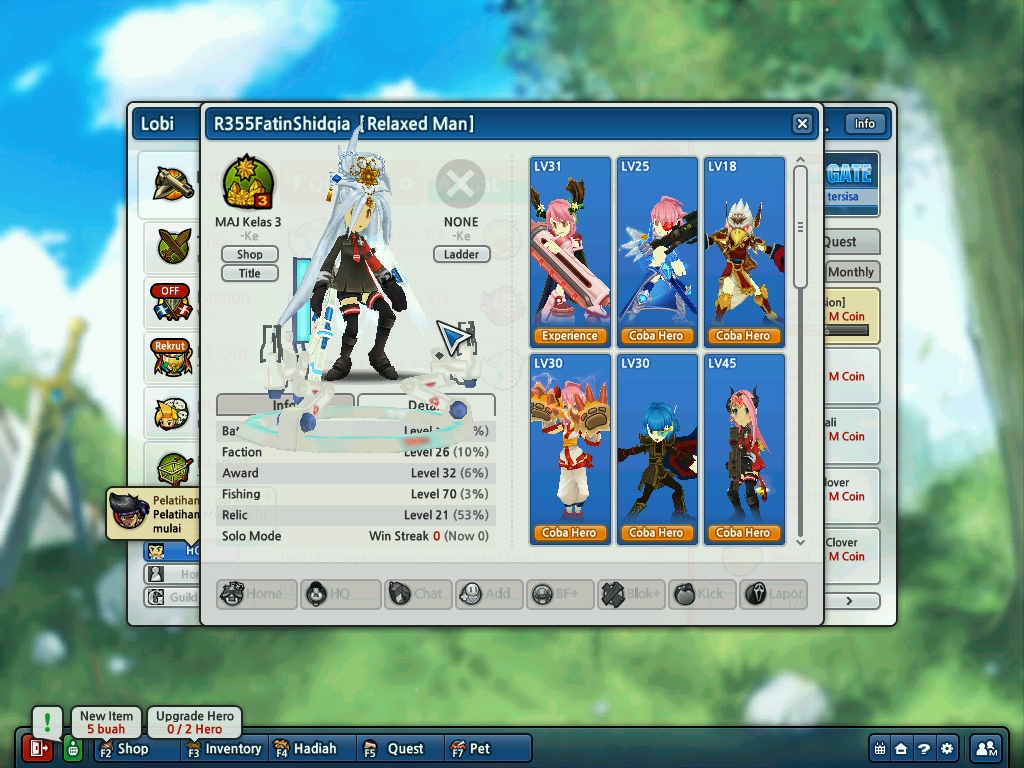 Lobi
R355FatinShidqia [Relaxed Man]
Info
MAJ Kelas 3
-Ke
Shop
Title
3
NONE
-Ke
Ladder
LV31
LV25
LV18
Experience
Coba Hero
Coba Hero
LV30
LV30
LV45
Coba Hero
Coba Hero
Coba Hero
Info
Faction
Level 26 (10%)
Award
Level 32 (6%)
Fishing
Level 70 (3%)
Relic
Level 21 (53%)
Solo Mode
Win Streak 0 (Now 0)
Home
HQ
Chat
Add
BF+
Blok+
Kick
Lapor
OFF
Rekrut
Pelatihan
Pelatihan
mulai
Guild
GATE
tersisa
Quest
Monthly
M Coin
M Coin
M Coin
M Coin
Clover
M Coin
>
!
New Item
5 buah
Upgrade Hero
0 / 2 Hero
F2 Shop
F3 Inventory
F4 Hadiah
F5 Quest
F7 Pet
?
M